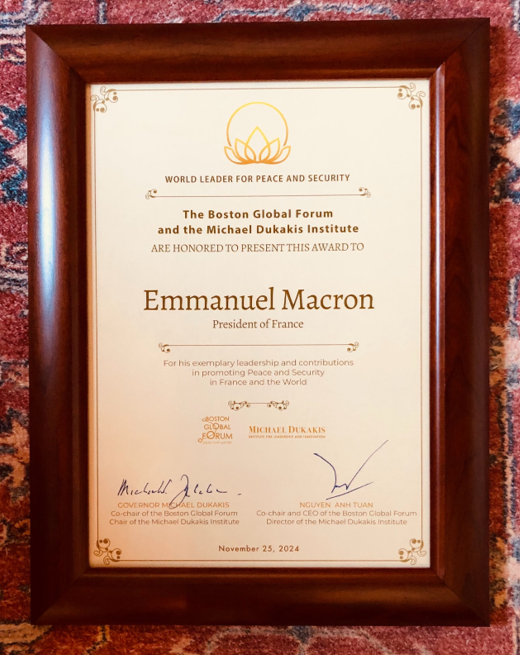 WORLD LEADER FOR PEACE AND SECURITY
The Boston Global Forum
and the Michael Dukakis Institute
ARE HONORED TO PRESENT THIS AWARD TO
Emmanuel Macron
President of France
For his exemplary leadership and contributions
in promoting Peace and Security
in France and the World
BOSTON
GLOBAL
FORUM
MICHAEL DUKAKIS
GOVERNOR MICHAEL DUKAKIS
Co-chair of the Boston Global Forum
Chair of the Michael Dukakis Institute
NGUYEN ANH TUAN
Co-chair and CEO of the Boston Global Forum
Director of the Michael Dukakis Institute
November 25, 2024